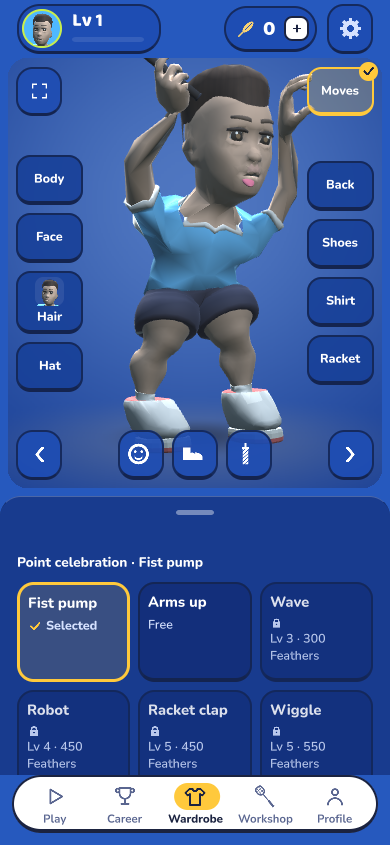 Lv 1
0
+
Moves
Body
Back
Face
Shoes
Hair
Shirt
Hat
Racket
Point celebration · Fist pump
Fist pump
Selected
Arms up
Free
Wave
Lv 3 · 300
Feathers
Robot
Lv 4 · 450
Feathers
Racket clap
Lv 5 · 450
Feathers
Wiggle
Lv 5 · 550
Feathers
Play
Career
Wardrobe
Workshop
Profile